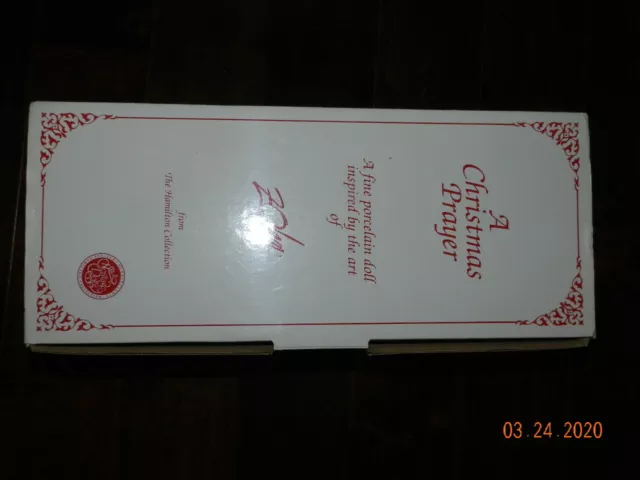 A
Christmas
Prayer
A fine porcelain doll
inspired by the art
of
from
The Hamilton Collection
03.24.2020